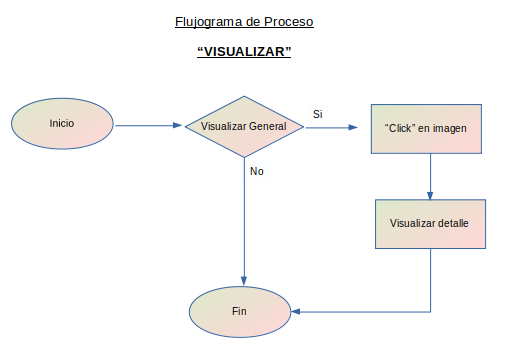 Flujograma de Proceso
“VISUALIZAR”
Inicio
Visualizar General
Si
“Click” en imagen
No
Visualizar detalle
Fin